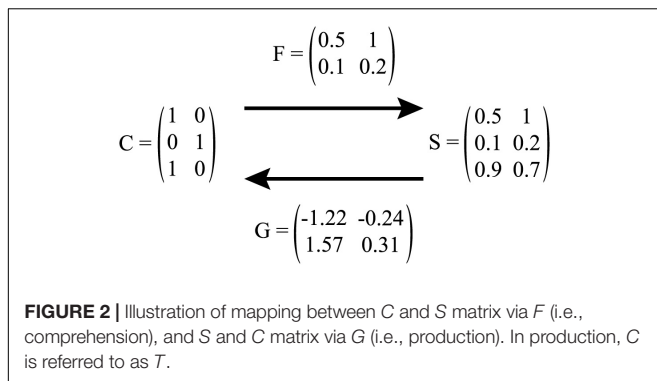 F = (0.5 1
0.1 0.2)
C = (1 0
0 1
1 0)
S = (0.5 1
0.1 0.2
0.9 0.7)
G = (-1.22 -0.24
1.57 0.31)
FIGURE 2 | Illustration of mapping between C and S matrix via F (i.e.,
comprehension), and S and C matrix via G (i.e., production). In production, C
is referred to as T.